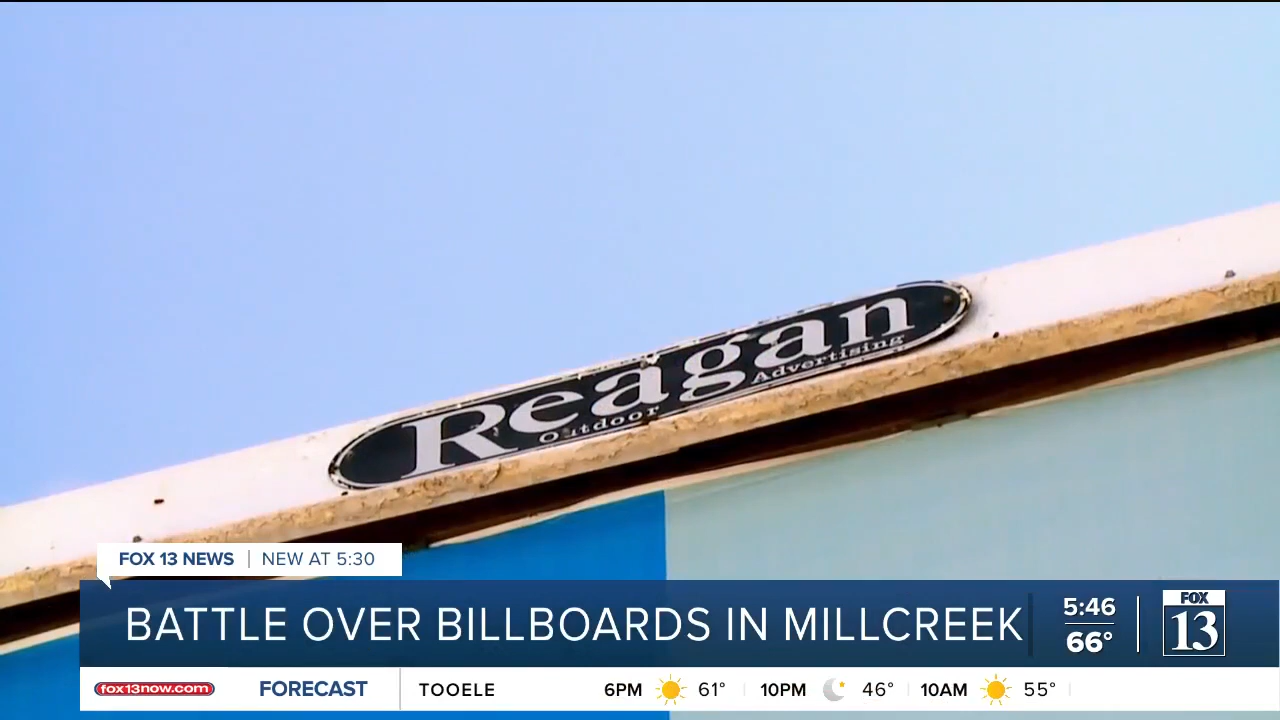 Reagan
Outdoor Advertising
FOX 13 NEWS | NEW AT 5:30
BATTLE OVER BILLBOARDS IN MILLCREEK
5:46
66°
FOX
13
fox13now.com FORECAST TOOELE 6PM 61° 10PM 46° 10AM 55°